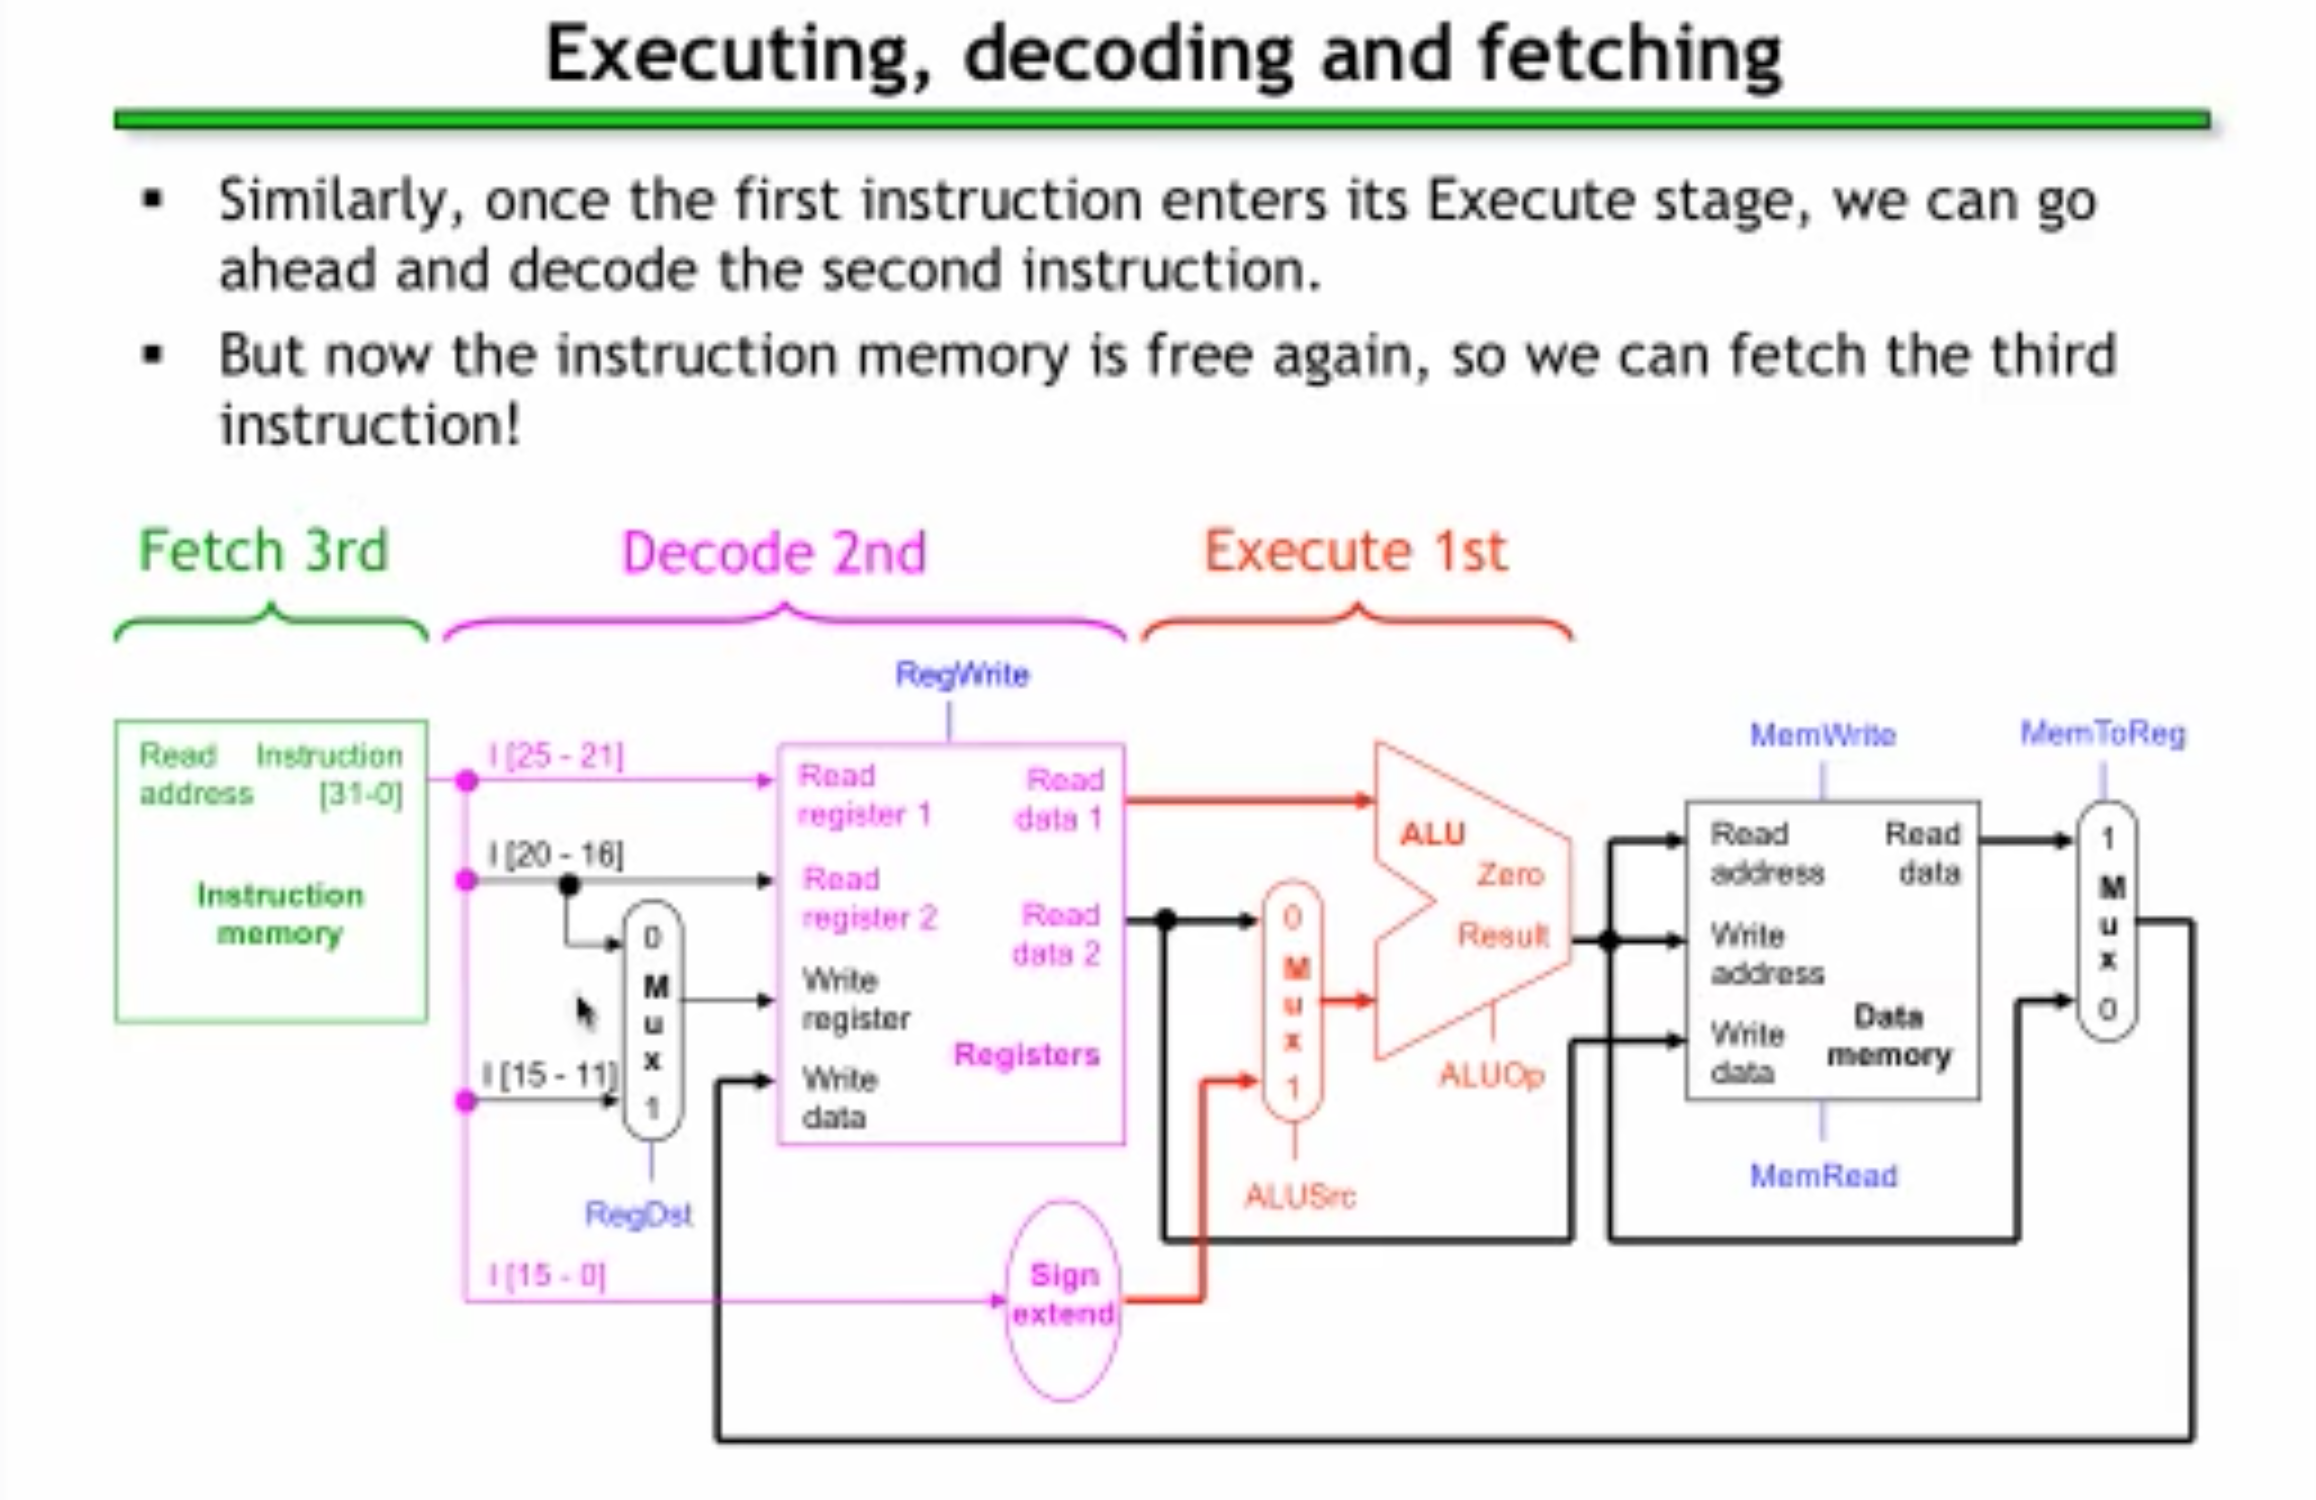 Executing, decoding and fetching
▪ Similarly, once the first instruction enters its Execute stage, we can go
ahead and decode the second instruction.
▪ But now the instruction memory is free again, so we can fetch the third
instruction!
Fetch 3rd
Decode 2nd
Execute 1st
Read address
Instruction [31-0]
Instruction
memory
I [25 - 21]
I [20 - 16]
I [15 - 11]
I [15 - 0]
0
M
u
x
1
RegDst
RegWrite
Read
register 1
Read
data 1
Read
register 2
Read
data 2
Write
register
Write
data
Registers
Sign
extend
0
M
u
x
1
ALUSrc
ALU
Zero
Result
ALUOp
MemWrite
Read
address
Read
data
Write
address
Write
data
Data
memory
MemRead
MemToReg
1
M
u
x
0